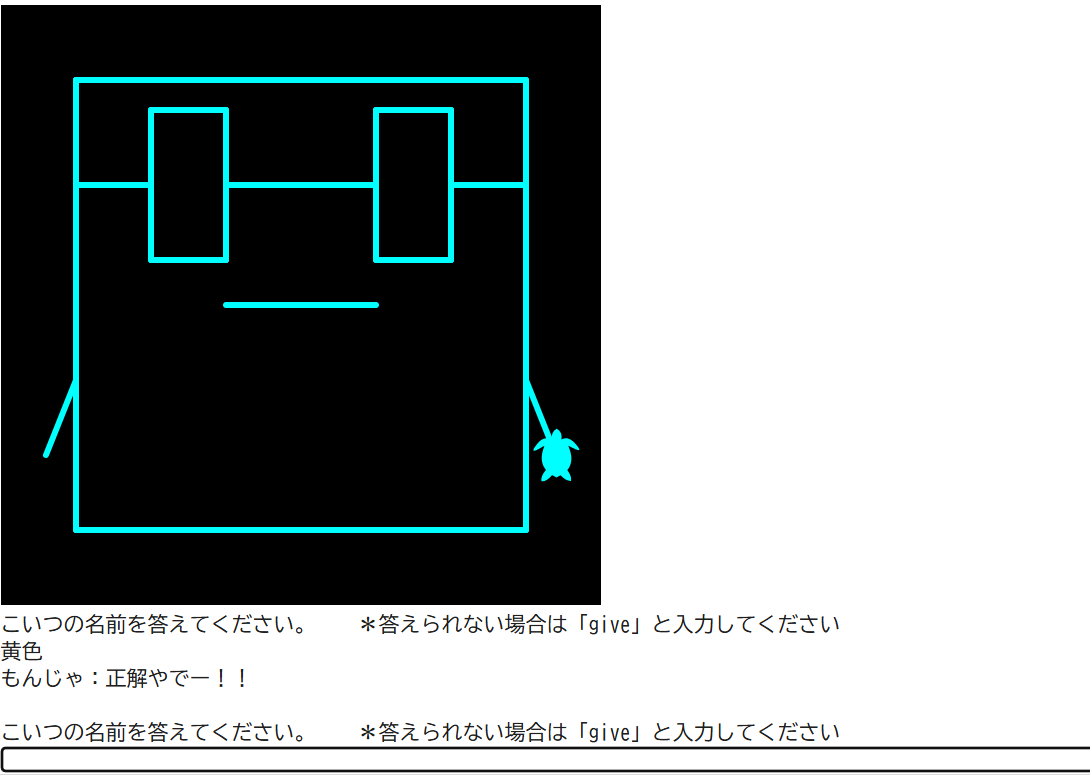 こいつの名前を答えてください。　　＊答えられない場合は「give」と入力してください
黄色
もんじゃ：正解やでー！！
こいつの名前を答えてください。　　＊答えられない場合は「give」と入力してください